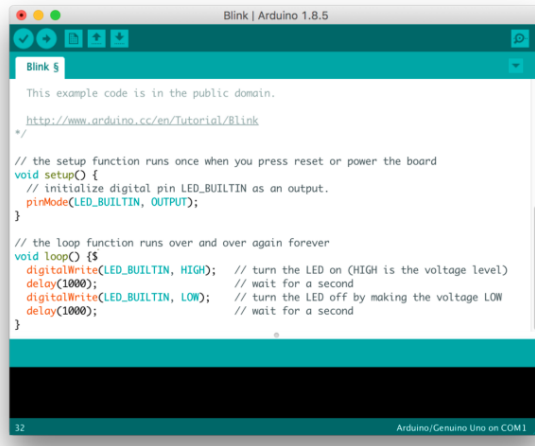 Blink | Arduino 1.8.5
Blink §
This example code is in the public domain.
http://www.arduino.cc/en/Tutorial/Blink
*/
// the setup function runs once when you press reset or power the board
void setup() {
  // initialize digital pin LED_BUILTIN as an output.
  pinMode(LED_BUILTIN, OUTPUT);
}
// the loop function runs over and over again forever
void loop() {$
  digitalWrite(LED_BUILTIN, HIGH);   // turn the LED on (HIGH is the voltage level)
  delay(1000);                       // wait for a second
  digitalWrite(LED_BUILTIN, LOW);    // turn the LED off by making the voltage LOW
  delay(1000);                       // wait for a second
}
32 Arduino/Genuino Uno on COM1